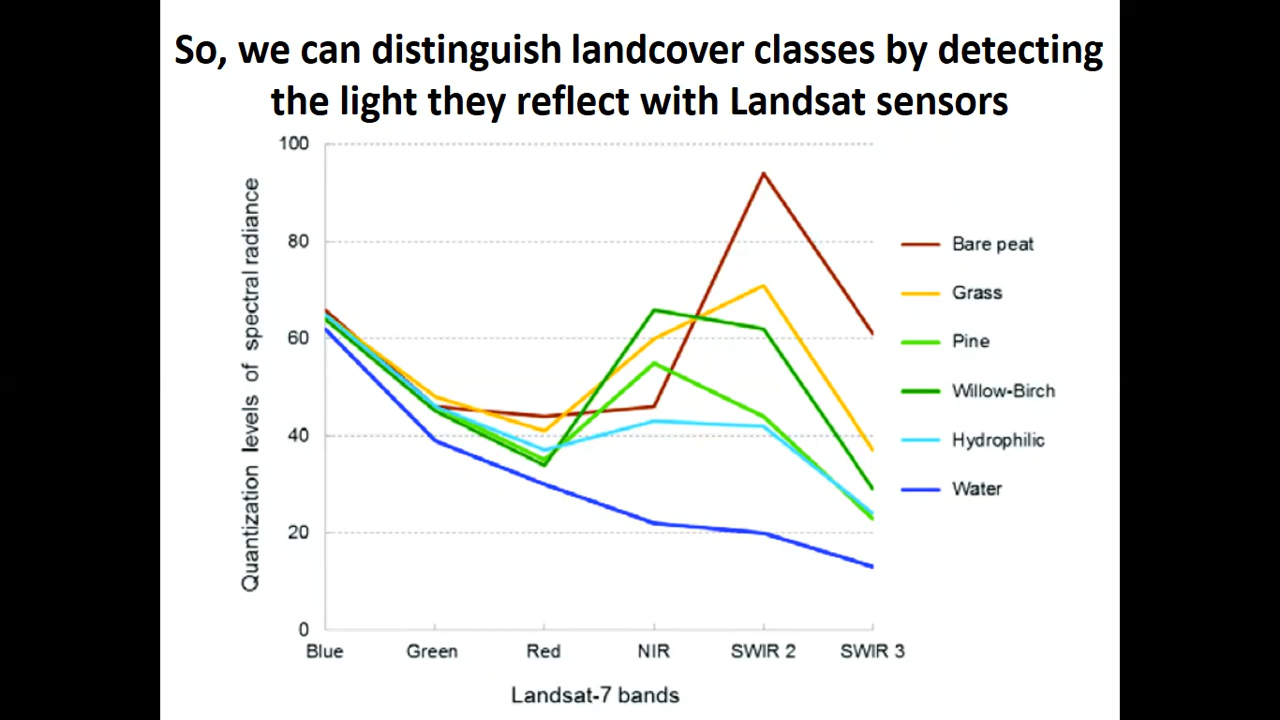 So, we can distinguish landcover classes by detecting
the light they reflect with Landsat sensors
Quantization levels of spectral radiance
100
80
60
40
20
0
Blue Green Red NIR SWIR 2 SWIR 3
Landsat-7 bands
Bare peat
Grass
Pine
Willow-Birch
Hydrophilic
Water